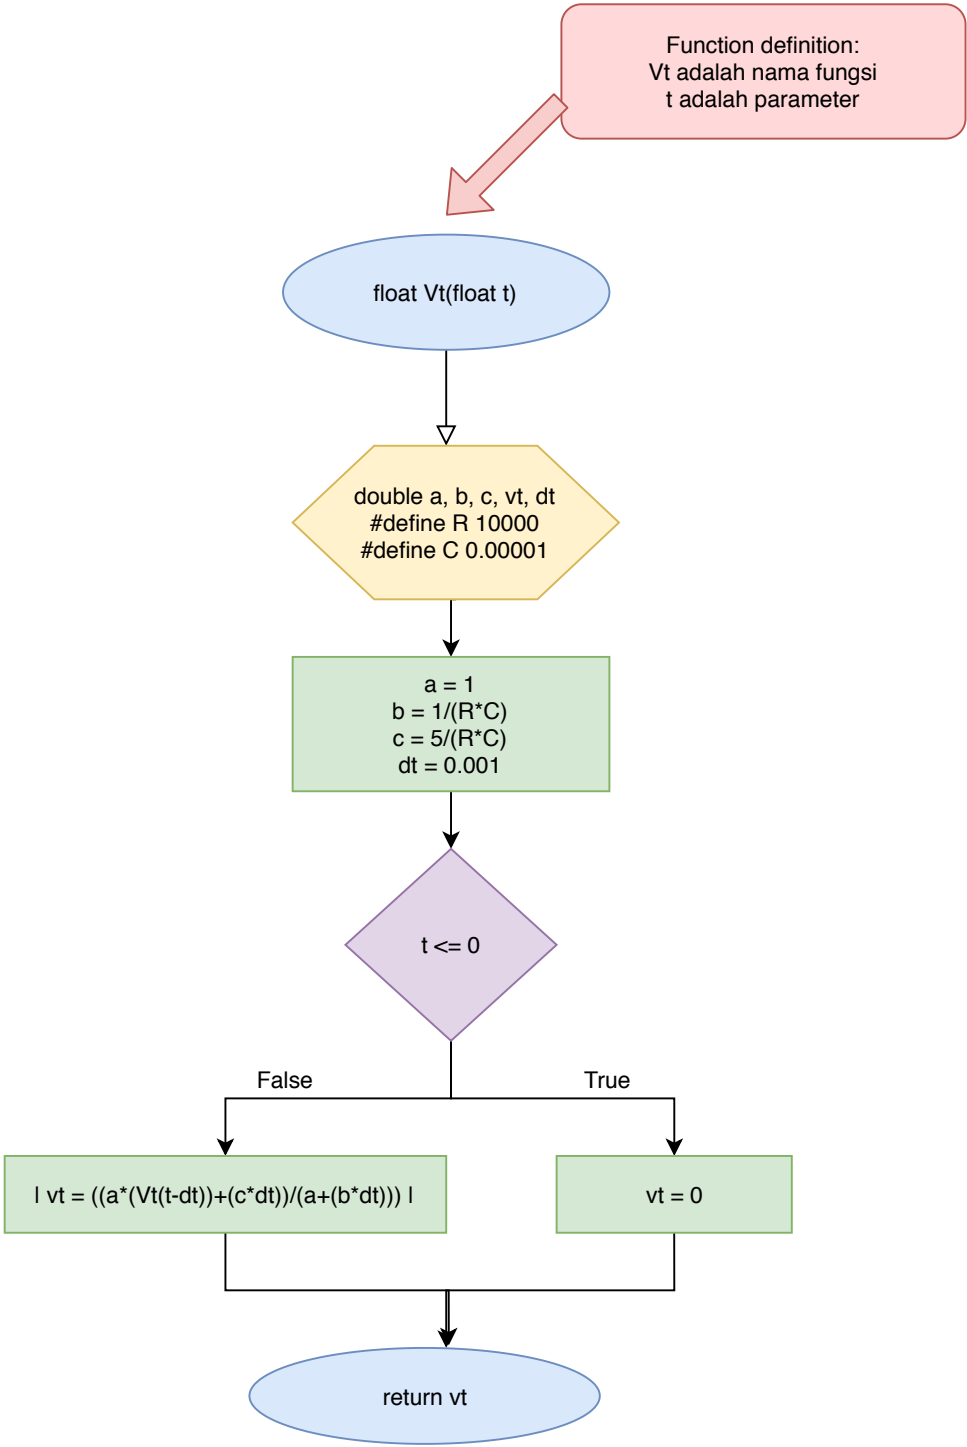 Function definition:
Vt adalah nama fungsi
t adalah parameter
float Vt(float t)
double a, b, c, vt, dt
#define R 10000
#define C 0.00001
a = 1
b = 1/(R*C)
c = 5/(R*C)
dt = 0.001
t <= 0
False
True
| vt = ((a*(Vt(t-dt))+(c*dt))/(a+(b*dt))) |
vt = 0
return vt